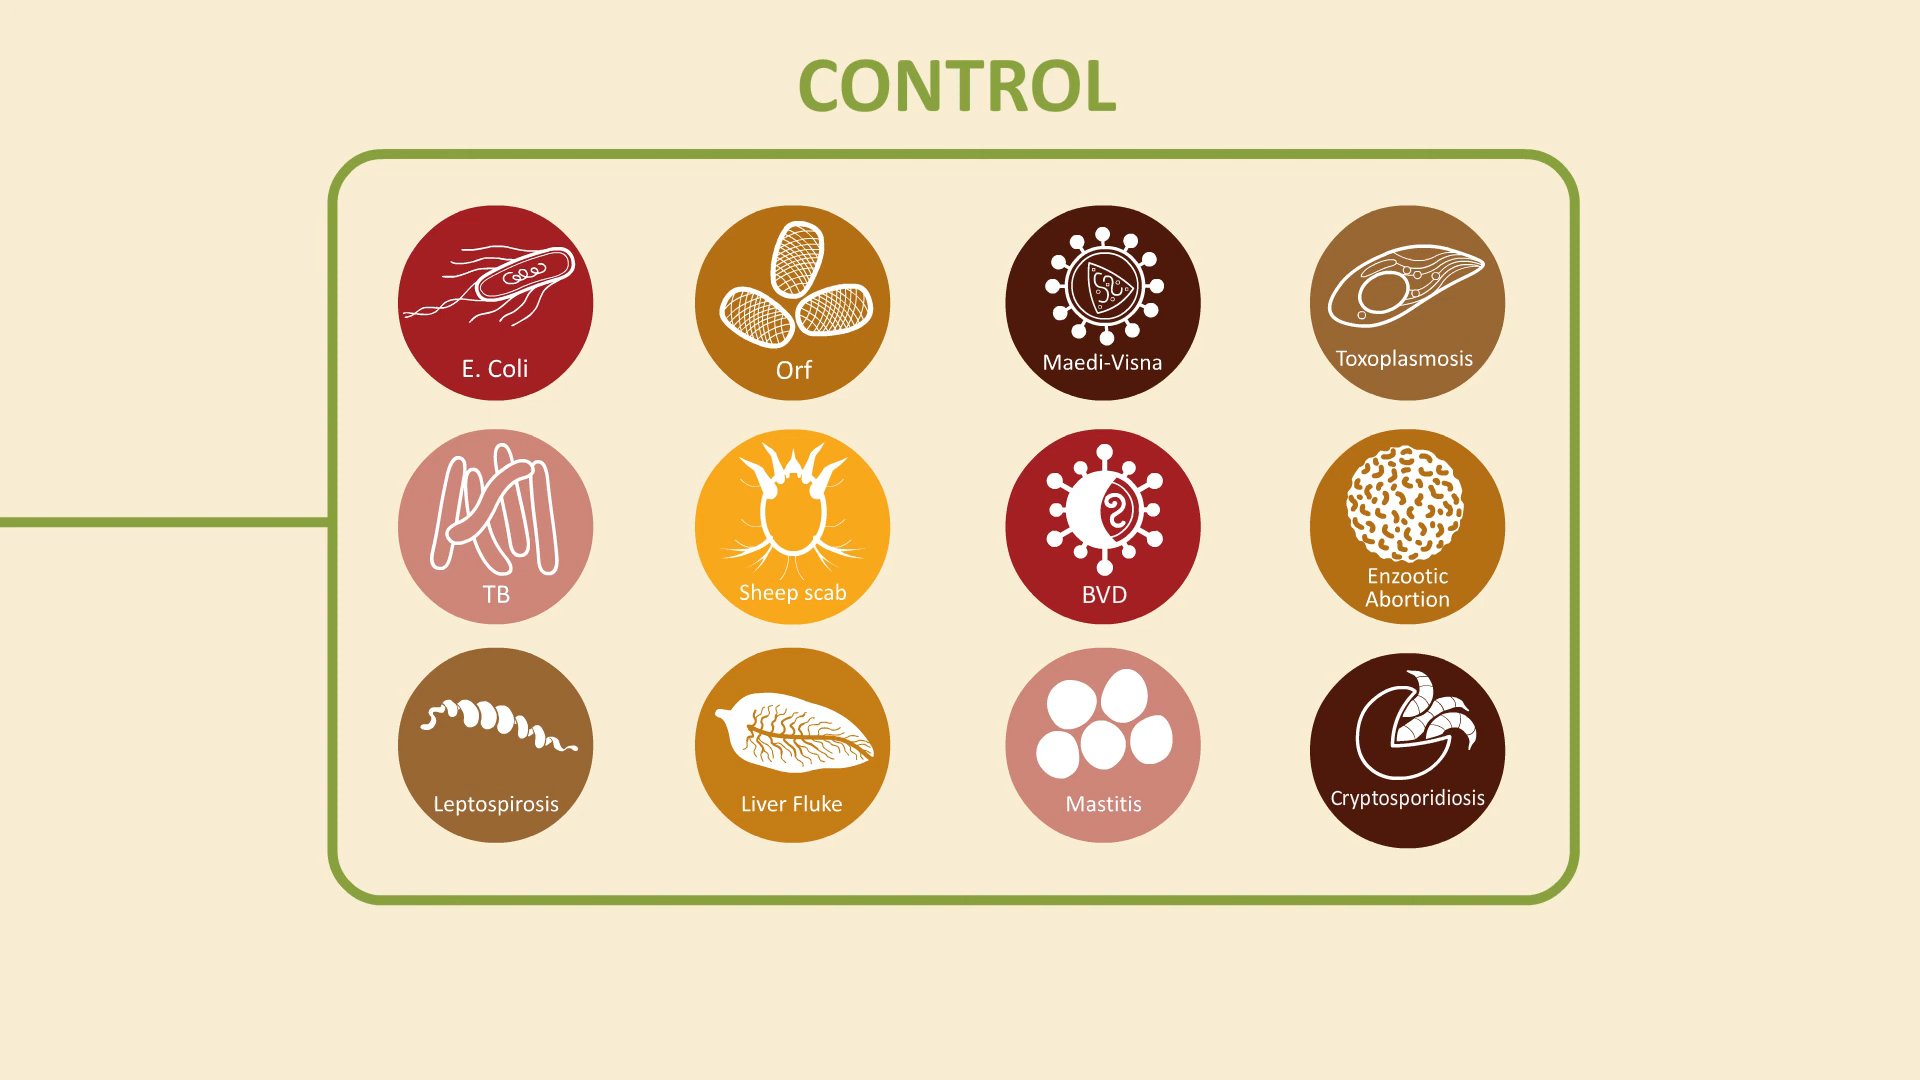 CONTROL
E. Coli
Orf
Maedi-Visna
Toxoplasmosis
TB
Sheep scab
BVD
Enzootic
Abortion
Leptospirosis
Liver Fluke
Mastitis
Cryptosporidiosis